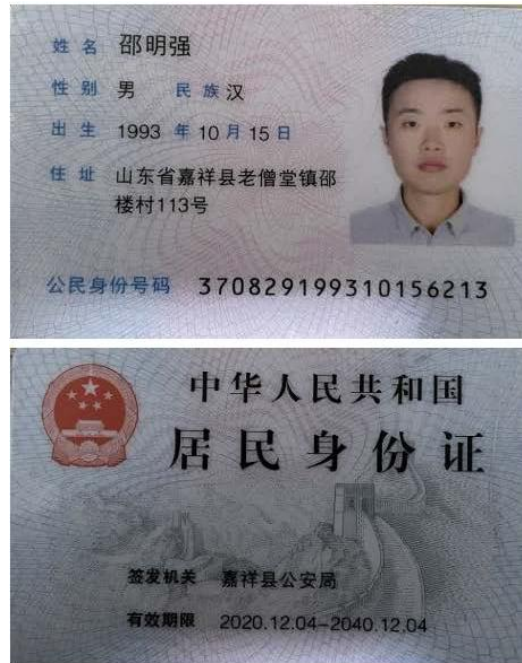 姓名 邵明强
性别 男 民族 汉
出生 1993 年 10 月 15 日
住址 山东省嘉祥县老僧堂镇邵
楼村113号
公民身份号码 370829199310156213
中华人民共和国
居民身份证
签发机关 嘉祥县公安局
有效期限 2020.12.04-2040.12.04